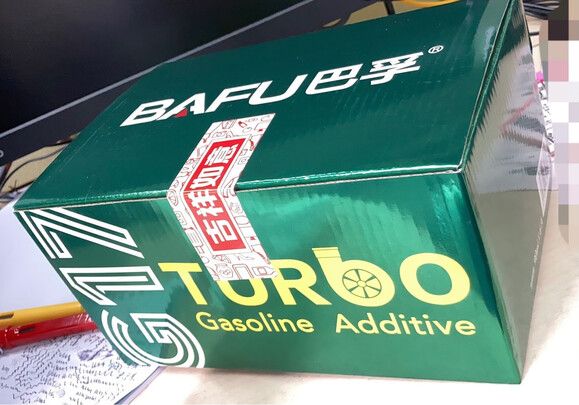 BAFU巴孚®
吉祥如意
G17
TURBO
Gasoline Additive